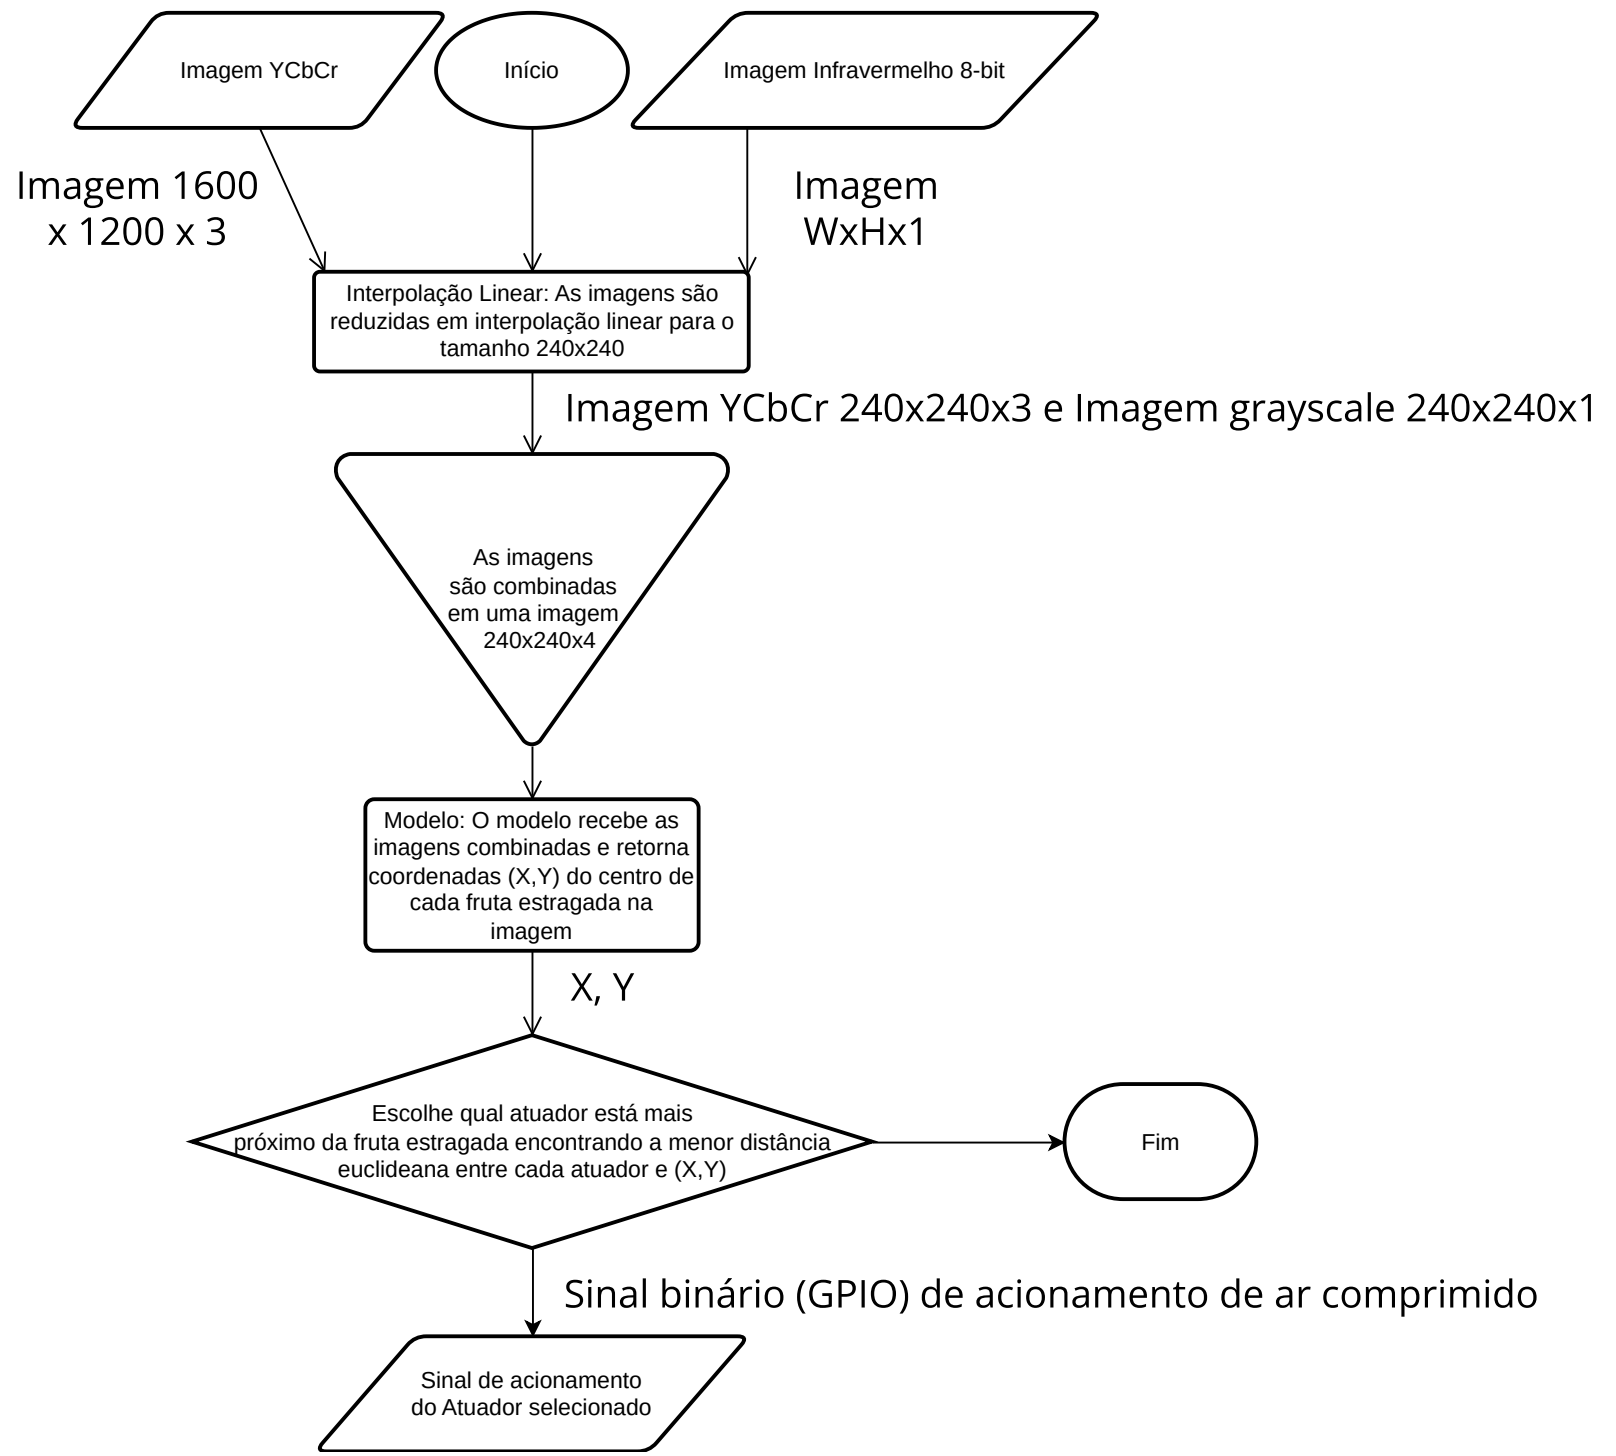 Imagem YCbCr
Início
Imagem Infravermelho 8-bit
Imagem 1600
x 1200 x 3
Imagem
WxHx1
Interpolação Linear: As imagens são
reduzidas em interpolação linear para o
tamanho 240x240
Imagem YCbCr 240x240x3 e Imagem grayscale 240x240x1
As imagens
são combinadas
em uma imagem
240x240x4
Modelo: O modelo recebe as
imagens combinadas e retorna
coordenadas (X,Y) do centro de
cada fruta estragada na
imagem
X, Y
Escolhe qual atuador está mais
próximo da fruta estragada encontrando a menor distância
euclideana entre cada atuador e (X,Y)
Fim
Sinal binário (GPIO) de acionamento de ar comprimido
Sinal de acionamento
do Atuador selecionado